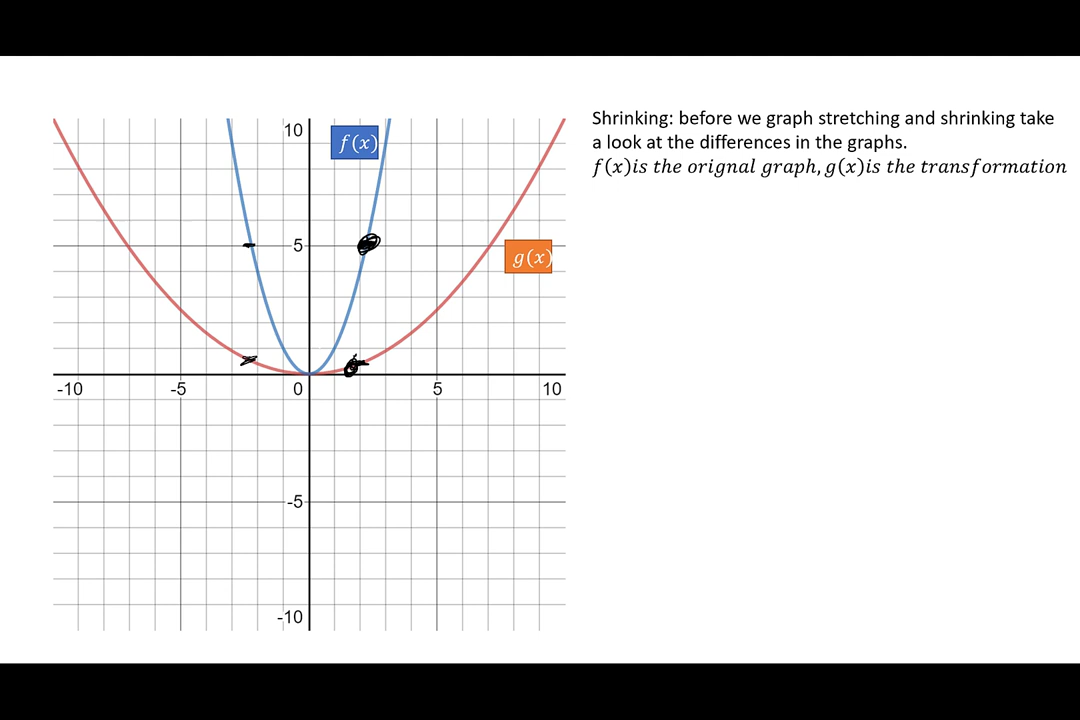 Shrinking: before we graph stretching and shrinking take
a look at the differences in the graphs.
f(x)is the orignal graph, g(x)is the transformation
10
f(x)
5
g(x)
-10 -5 0 5 10
-5
-10